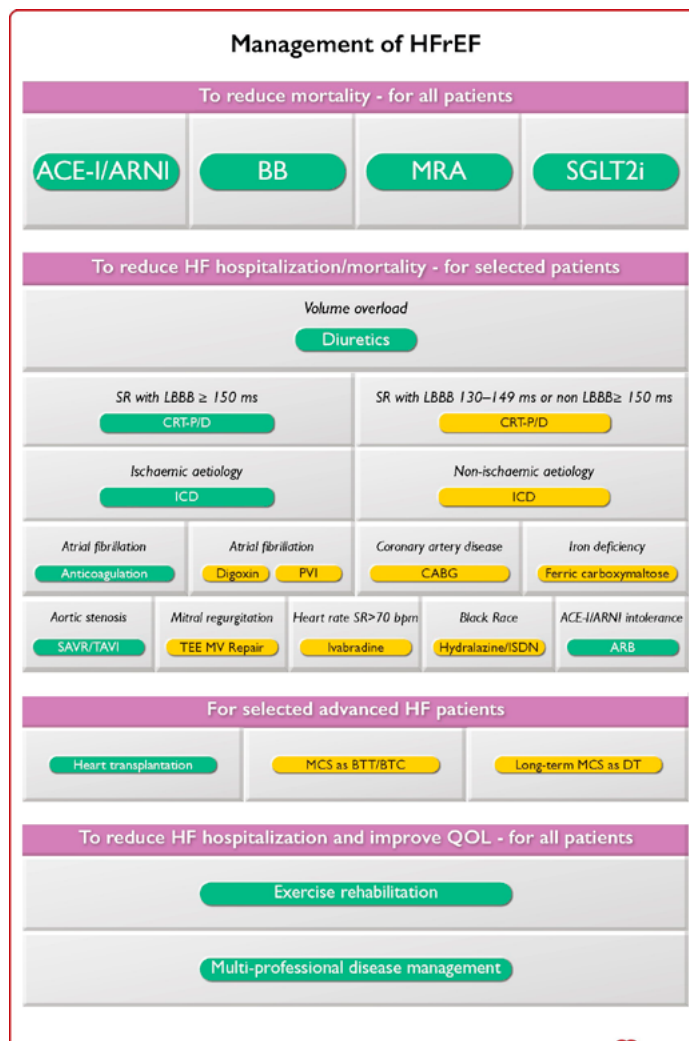 Management of HFrEF
To reduce mortality - for all patients
ACE-I/ARNI
BB
MRA
SGLT2i
To reduce HF hospitalization/mortality - for selected patients
Volume overload
Diuretics
SR with LBBB ≥ 150 ms
CRT-P/D
SR with LBBB 130–149 ms or non LBBB≥ 150 ms
CRT-P/D
Ischaemic aetiology
ICD
Non-ischaemic aetiology
ICD
Atrial fibrillation
Anticoagulation
Atrial fibrillation
Digoxin
PVI
Coronary artery disease
CABG
Iron deficiency
Ferric carboxymaltose
Aortic stenosis
SAVR/TAVI
Mitral regurgitation
TEE MV Repair
Heart rate SR>70 bpm
Ivabradine
Black Race
Hydralazine/ISDN
ACE-I/ARNI intolerance
ARB
For selected advanced HF patients
Heart transplantation
MCS as BTT/BTC
Long-term MCS as DT
To reduce HF hospitalization and improve QOL - for all patients
Exercise rehabilitation
Multi-professional disease management